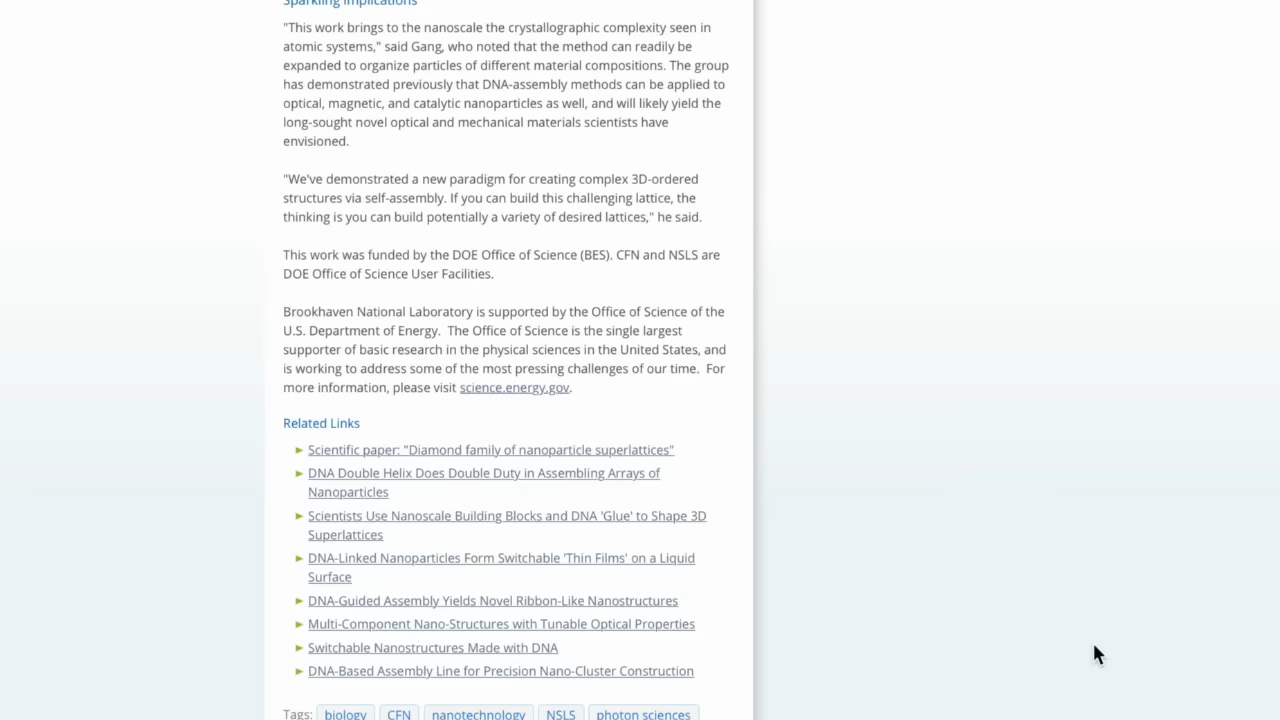 Sparkling Implications
"This work brings to the nanoscale the crystallographic complexity seen in
atomic systems," said Gang, who noted that the method can readily be
expanded to organize particles of different material compositions. The group
has demonstrated previously that DNA-assembly methods can be applied to
optical, magnetic, and catalytic nanoparticles as well, and will likely yield the
long-sought novel optical and mechanical materials scientists have
envisioned.
"We've demonstrated a new paradigm for creating complex 3D-ordered
structures via self-assembly. If you can build this challenging lattice, the
thinking is you can build potentially a variety of desired lattices," he said.
This work was funded by the DOE Office of Science (BES). CFN and NSLS are
DOE Office of Science User Facilities.
Brookhaven National Laboratory is supported by the Office of Science of the
U.S. Department of Energy.  The Office of Science is the single largest
supporter of basic research in the physical sciences in the United States, and
is working to address some of the most pressing challenges of our time.  For
more information, please visit science.energy.gov.
Related Links
► Scientific paper: "Diamond family of nanoparticle superlattices"
► DNA Double Helix Does Double Duty in Assembling Arrays of
Nanoparticles
► Scientists Use Nanoscale Building Blocks and DNA 'Glue' to Shape 3D
Superlattices
► DNA-Linked Nanoparticles Form Switchable 'Thin Films' on a Liquid
Surface
► DNA-Guided Assembly Yields Novel Ribbon-Like Nanostructures
► Multi-Component Nano-Structures with Tunable Optical Properties
► Switchable Nanostructures Made with DNA
► DNA-Based Assembly Line for Precision Nano-Cluster Construction
Tags: biology CFN nanotechnology NSLS photon sciences